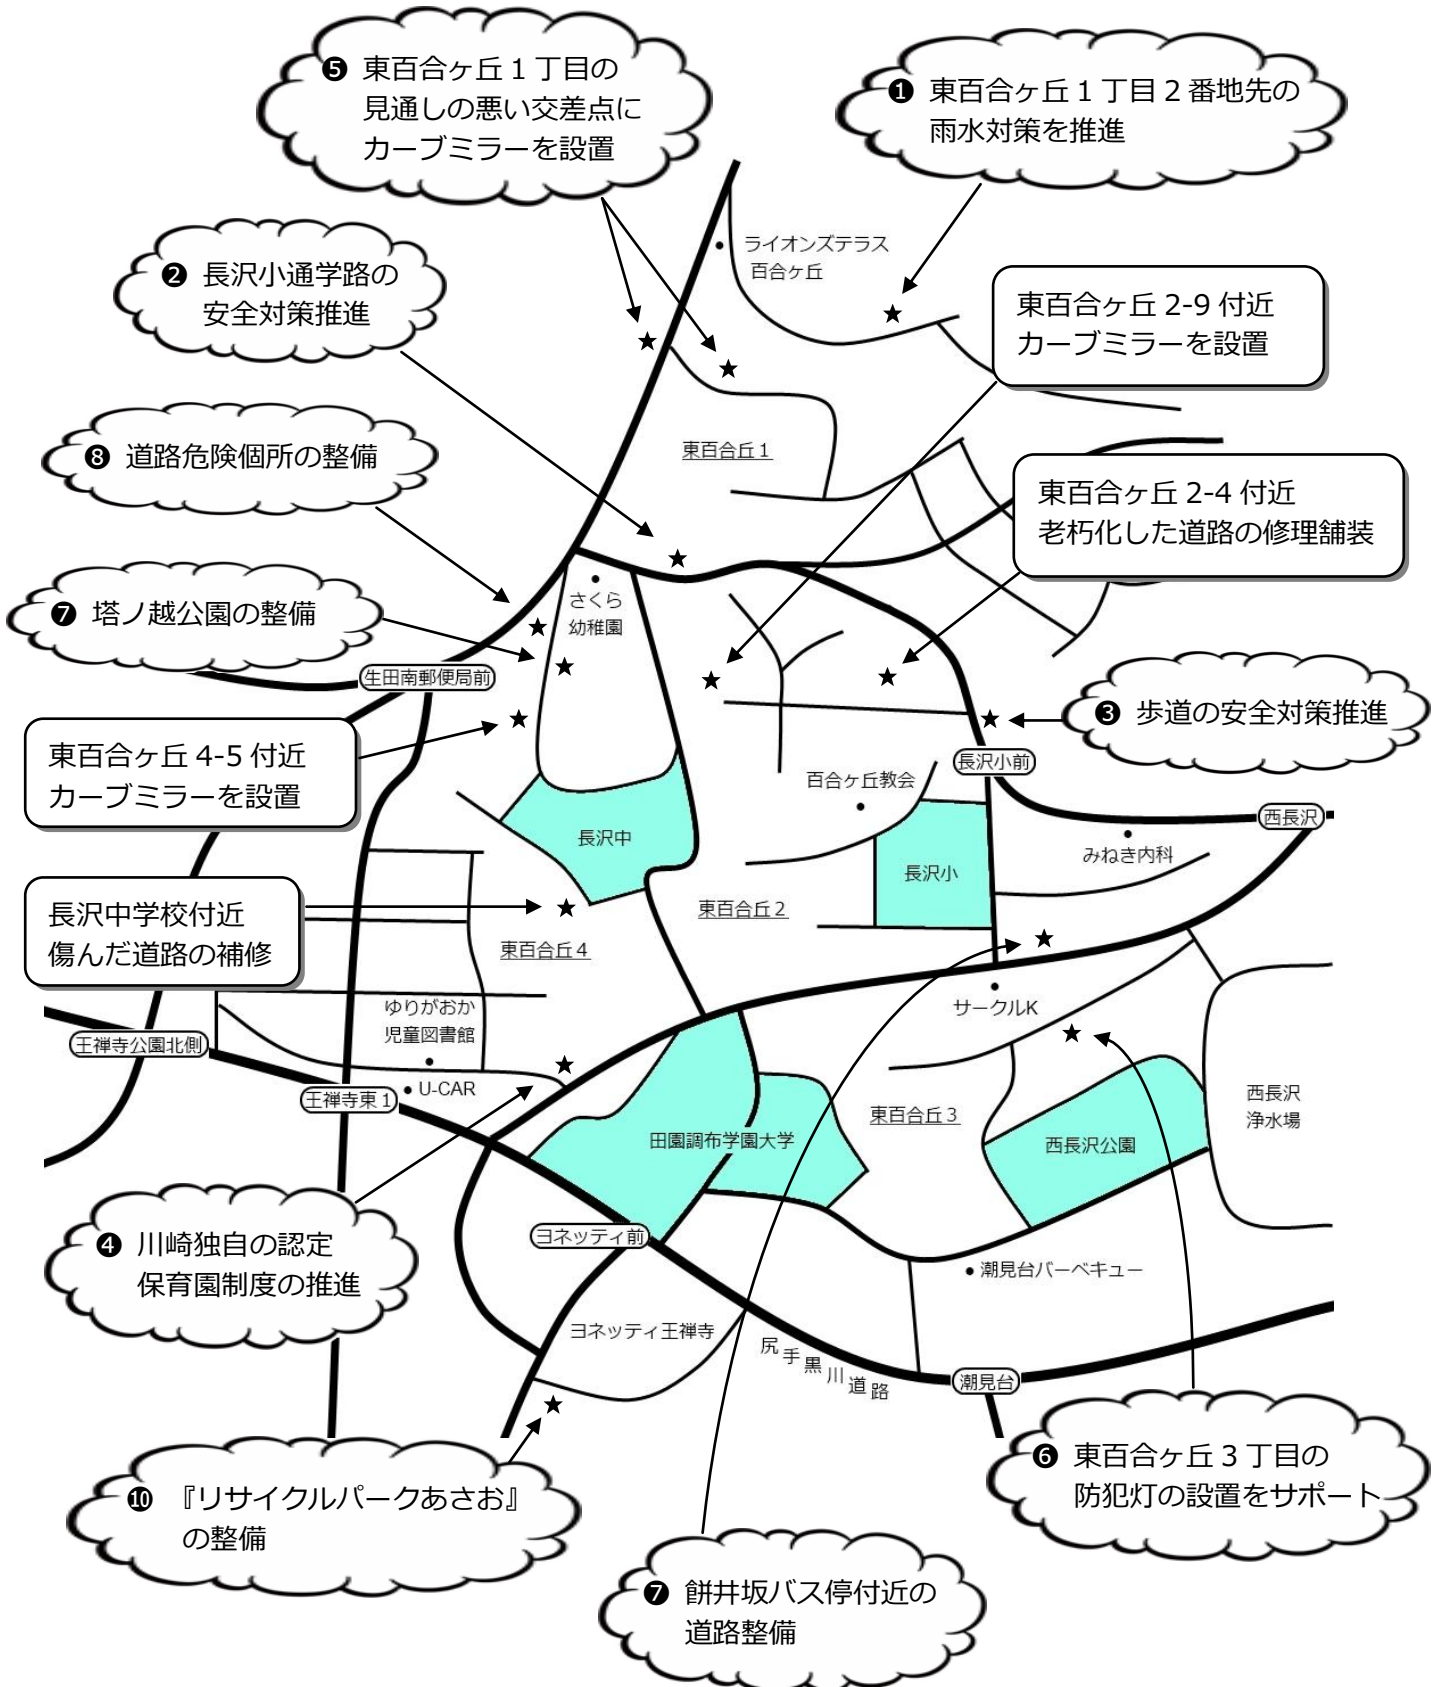 ❺ 東百合ヶ丘1丁目の
見通しの悪い交差点に
カーブミラーを設置
❶ 東百合ヶ丘1丁目2番地先の
雨水対策を推進
ライオンズテラス
百合ヶ丘
❷ 長沢小通学路の
安全対策推進
東百合ヶ丘 2-9 付近
カーブミラーを設置
❽ 道路危険個所の整備
東百合丘1
東百合ヶ丘 2-4 付近
老朽化した道路の修理舗装
さくら
幼稚園
❼ 塔ノ越公園の整備
生田南郵便局前
❸ 歩道の安全対策推進
東百合ヶ丘 4-5 付近
カーブミラーを設置
長沢小前
百合ヶ丘教会
西長沢
長沢中
みねき内科
長沢小
長沢中学校付近
傷んだ道路の補修
東百合丘2
東百合丘4
ゆりがおか
児童図書館
サークルK
王禅寺公園北側
U-CAR
王禅寺東1
東百合丘3
西長沢
浄水場
田園調布学園大学
西長沢公園
❹ 川崎独自の認定
保育園制度の推進
ヨネッティ前
潮見台バーベキュー
ヨネッティ王禅寺
尻手黒川道路
潮見台
❻ 東百合ヶ丘3丁目の
防犯灯の設置をサポート
❿ 『リサイクルパークあさお』
の整備
❼ 餅井坂バス停付近の
道路整備